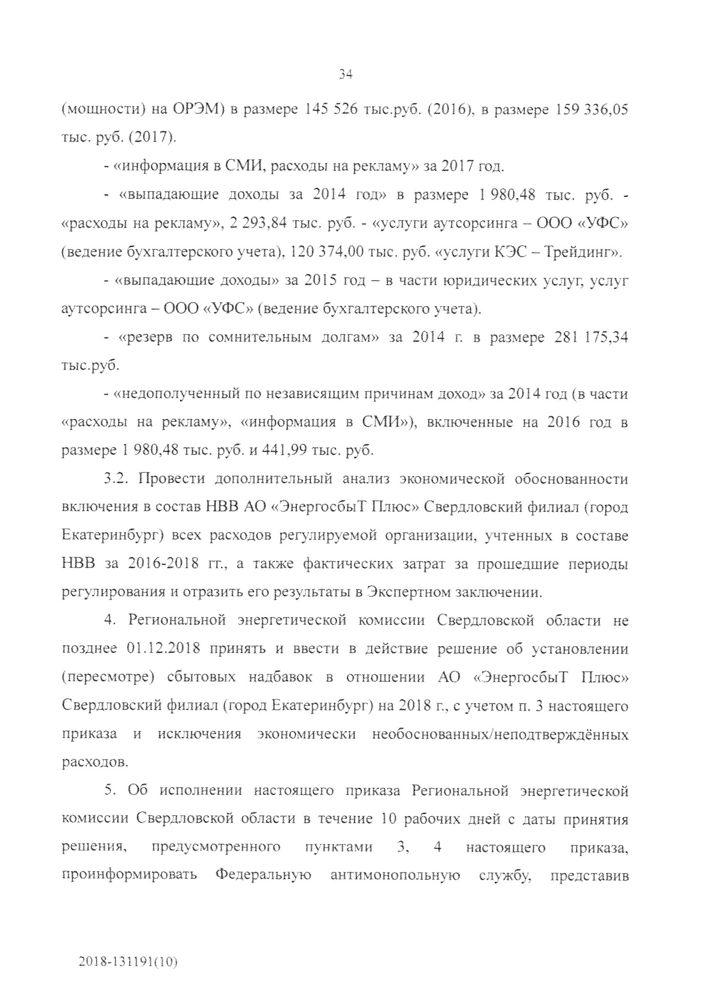 34
(мощности) на ОРЭМ) в размере 145 526 тыс.руб. (2016), в размере 159 336,05
тыс. руб. (2017).
- «информация в СМИ, расходы на рекламу» за 2017 год.
- «выпадающие доходы за 2014 год» в размере 1 980,48 тыс. руб. -
«расходы на рекламу», 2 293,84 тыс. руб. - «услуги аутсорсинга – ООО «УФС»
(ведение бухгалтерского учета), 120 374,00 тыс. руб. «услуги КЭС – Трейдинг».
- «выпадающие доходы» за 2015 год – в части юридических услуг, услуг
аутсорсинга – ООО «УФС» (ведение бухгалтерского учета).
- «резерв по сомнительным долгам» за 2014 г. в размере 281 175,34
тыс.руб.
- «недополученный по независящим причинам доход» за 2014 год (в части
«расходы на рекламу», «информация в СМИ»), включенные на 2016 год в
размере 1 980,48 тыс. руб. и 441,99 тыс. руб.
3.2. Провести дополнительный анализ экономической обоснованности
включения в состав НВВ АО «ЭнергосбыТ Плюс» Свердловский филиал (город
Екатеринбург) всех расходов регулируемой организации, учтенных в составе
НВВ за 2016-2018 гг., а также фактических затрат за прошедшие периоды
регулирования и отразить его результаты в Экспертном заключении.
4. Региональной энергетической комиссии Свердловской области не
позднее 01.12.2018 принять и ввести в действие решение об установлении
(пересмотре) сбытовых надбавок в отношении АО «ЭнергосбыТ Плюс»
Свердловский филиал (город Екатеринбург) на 2018 г., с учетом п. 3 настоящего
приказа и исключения экономически необоснованных/неподтверждённых
расходов.
5. Об исполнении настоящего приказа Региональной энергетической
комиссии Свердловской области в течение 10 рабочих дней с даты принятия
решения, предусмотренного пунктами 3, 4 настоящего приказа,
проинформировать Федеральную антимонопольную службу, представив
2018-131191(10)